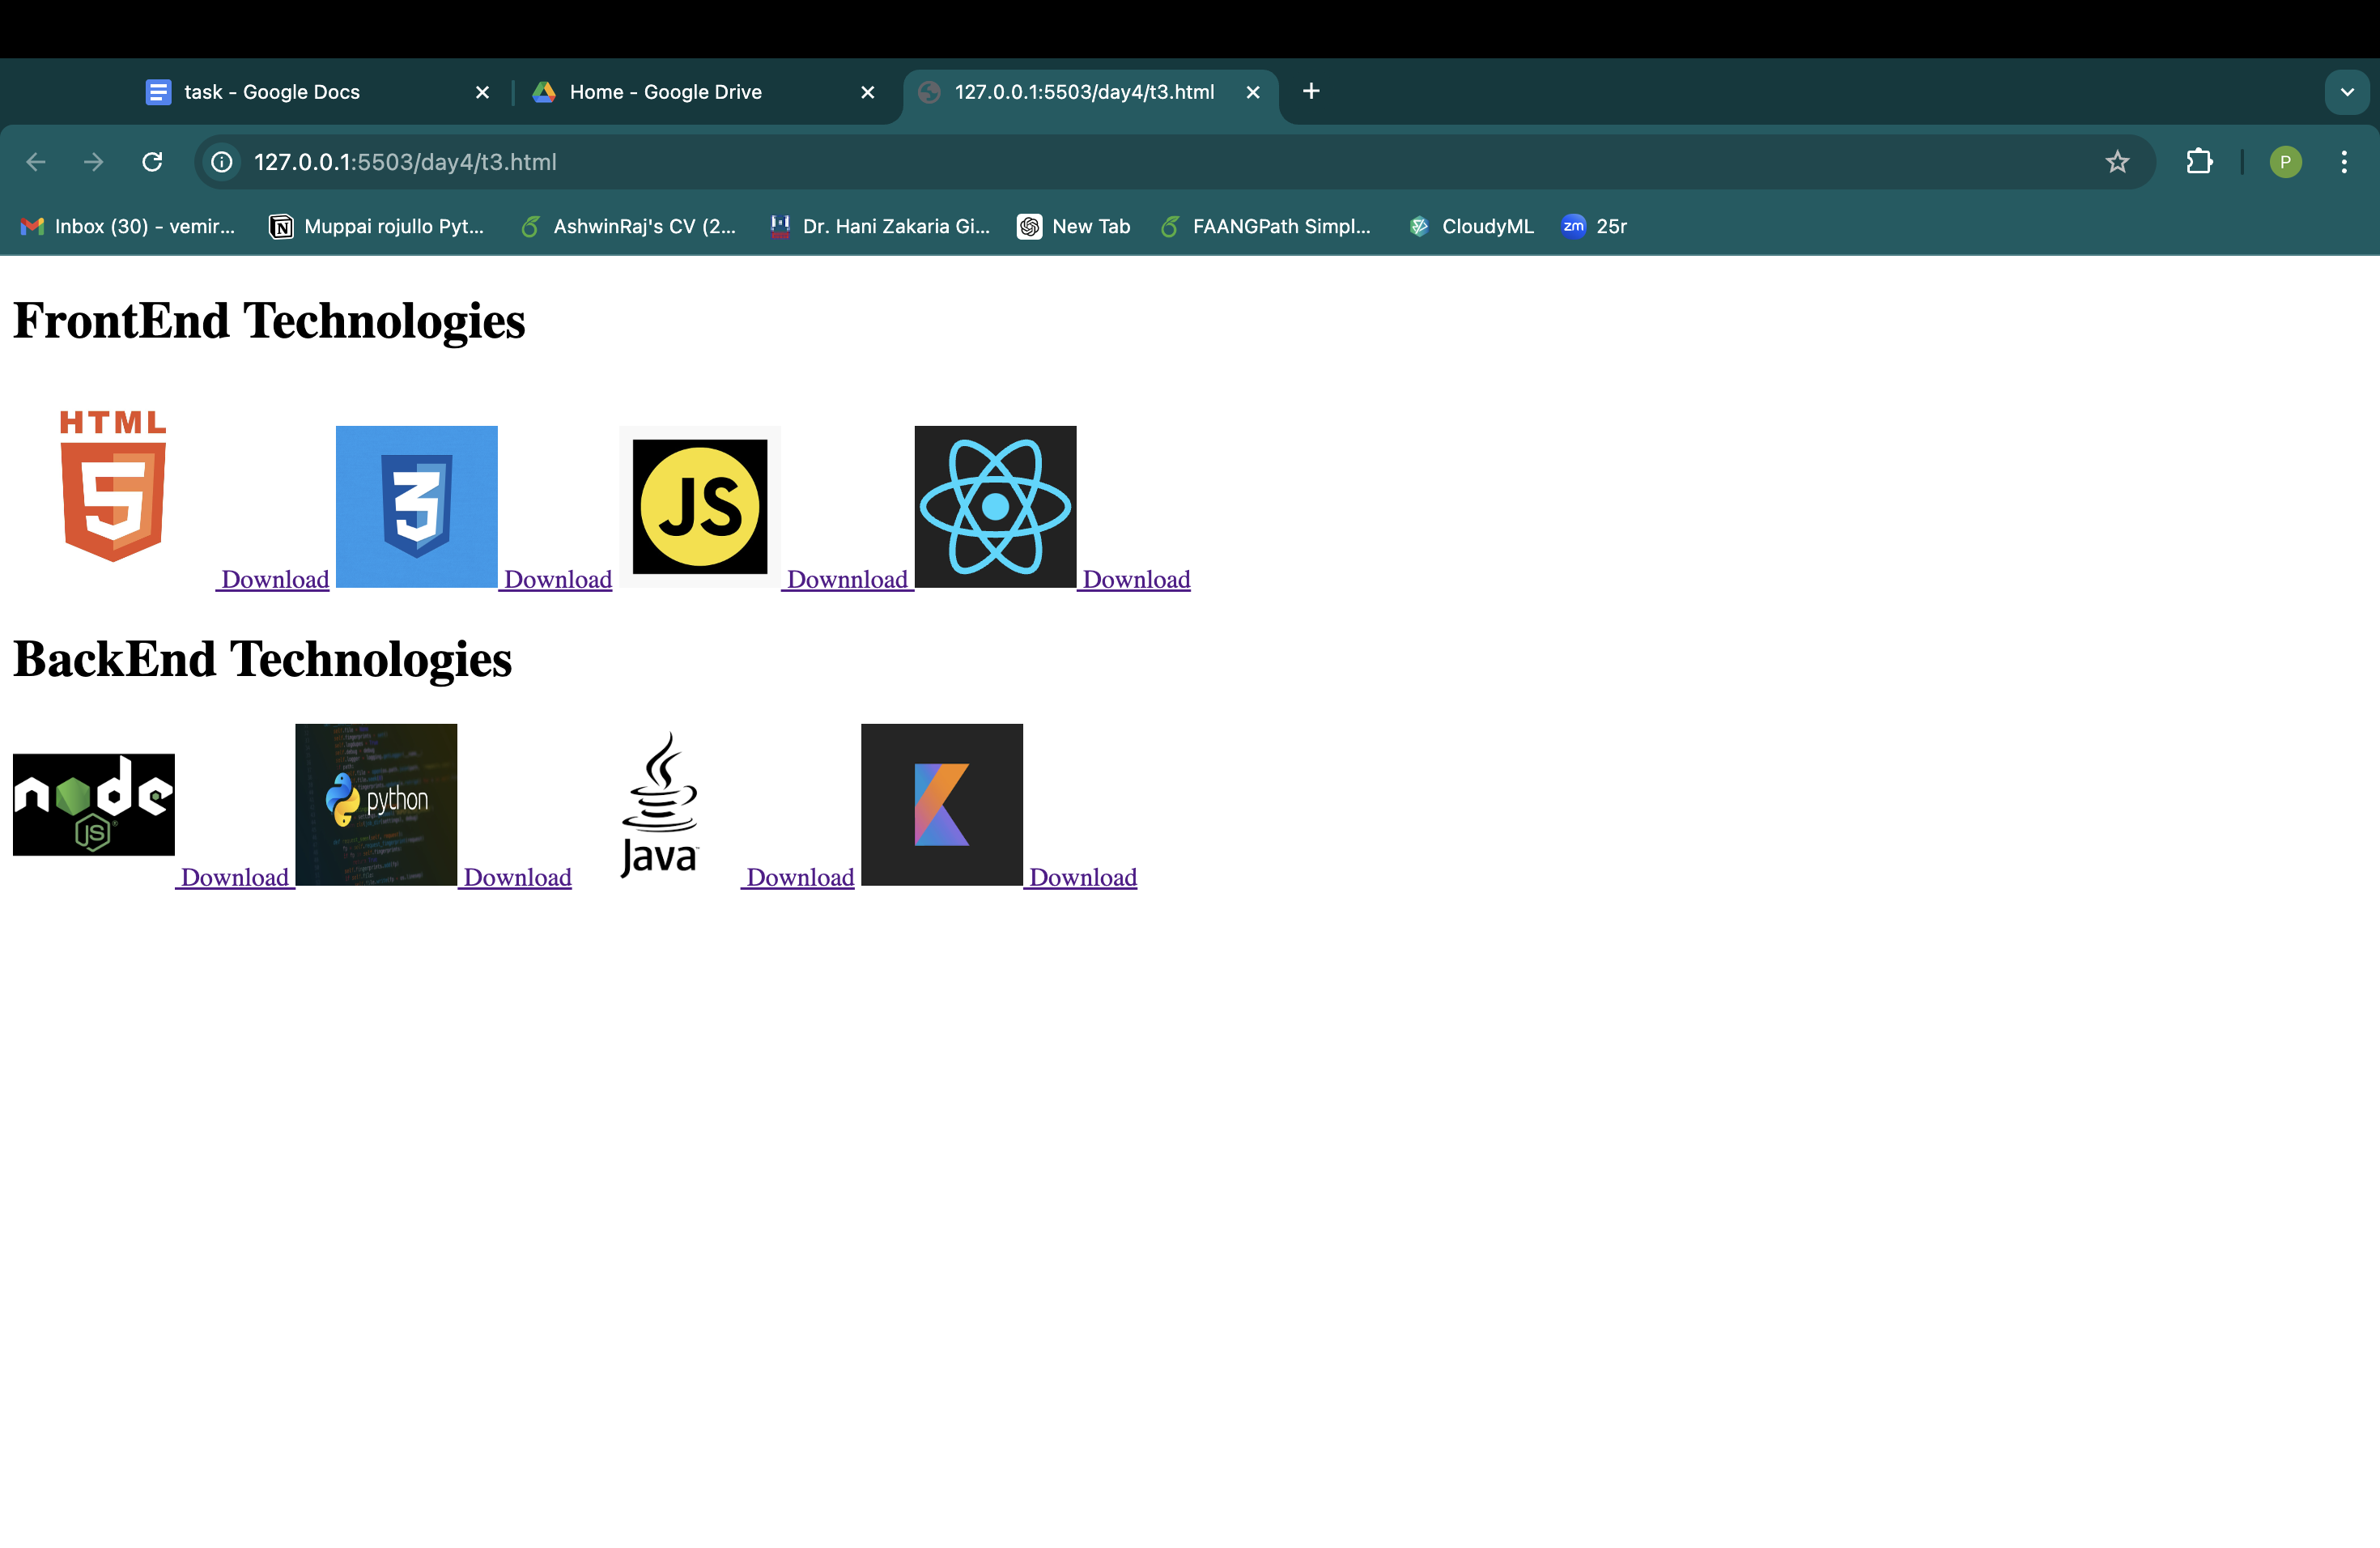 task - Google Docs
Home - Google Drive
127.0.0.1:5503/day4/t3.html
127.0.0.1:5503/day4/t3.html
P
Inbox (30) - vemir...
Muppai rojullo Pyt...
AshwinRaj's CV (2...
Dr. Hani Zakaria Gi...
New Tab
FAANGPath Simpl...
CloudyML
zm 25r
FrontEnd Technologies
HTML
5
3
JS
Download Download Downnload Download
BackEnd Technologies
node
JS
python
Java
Download Download Download Download